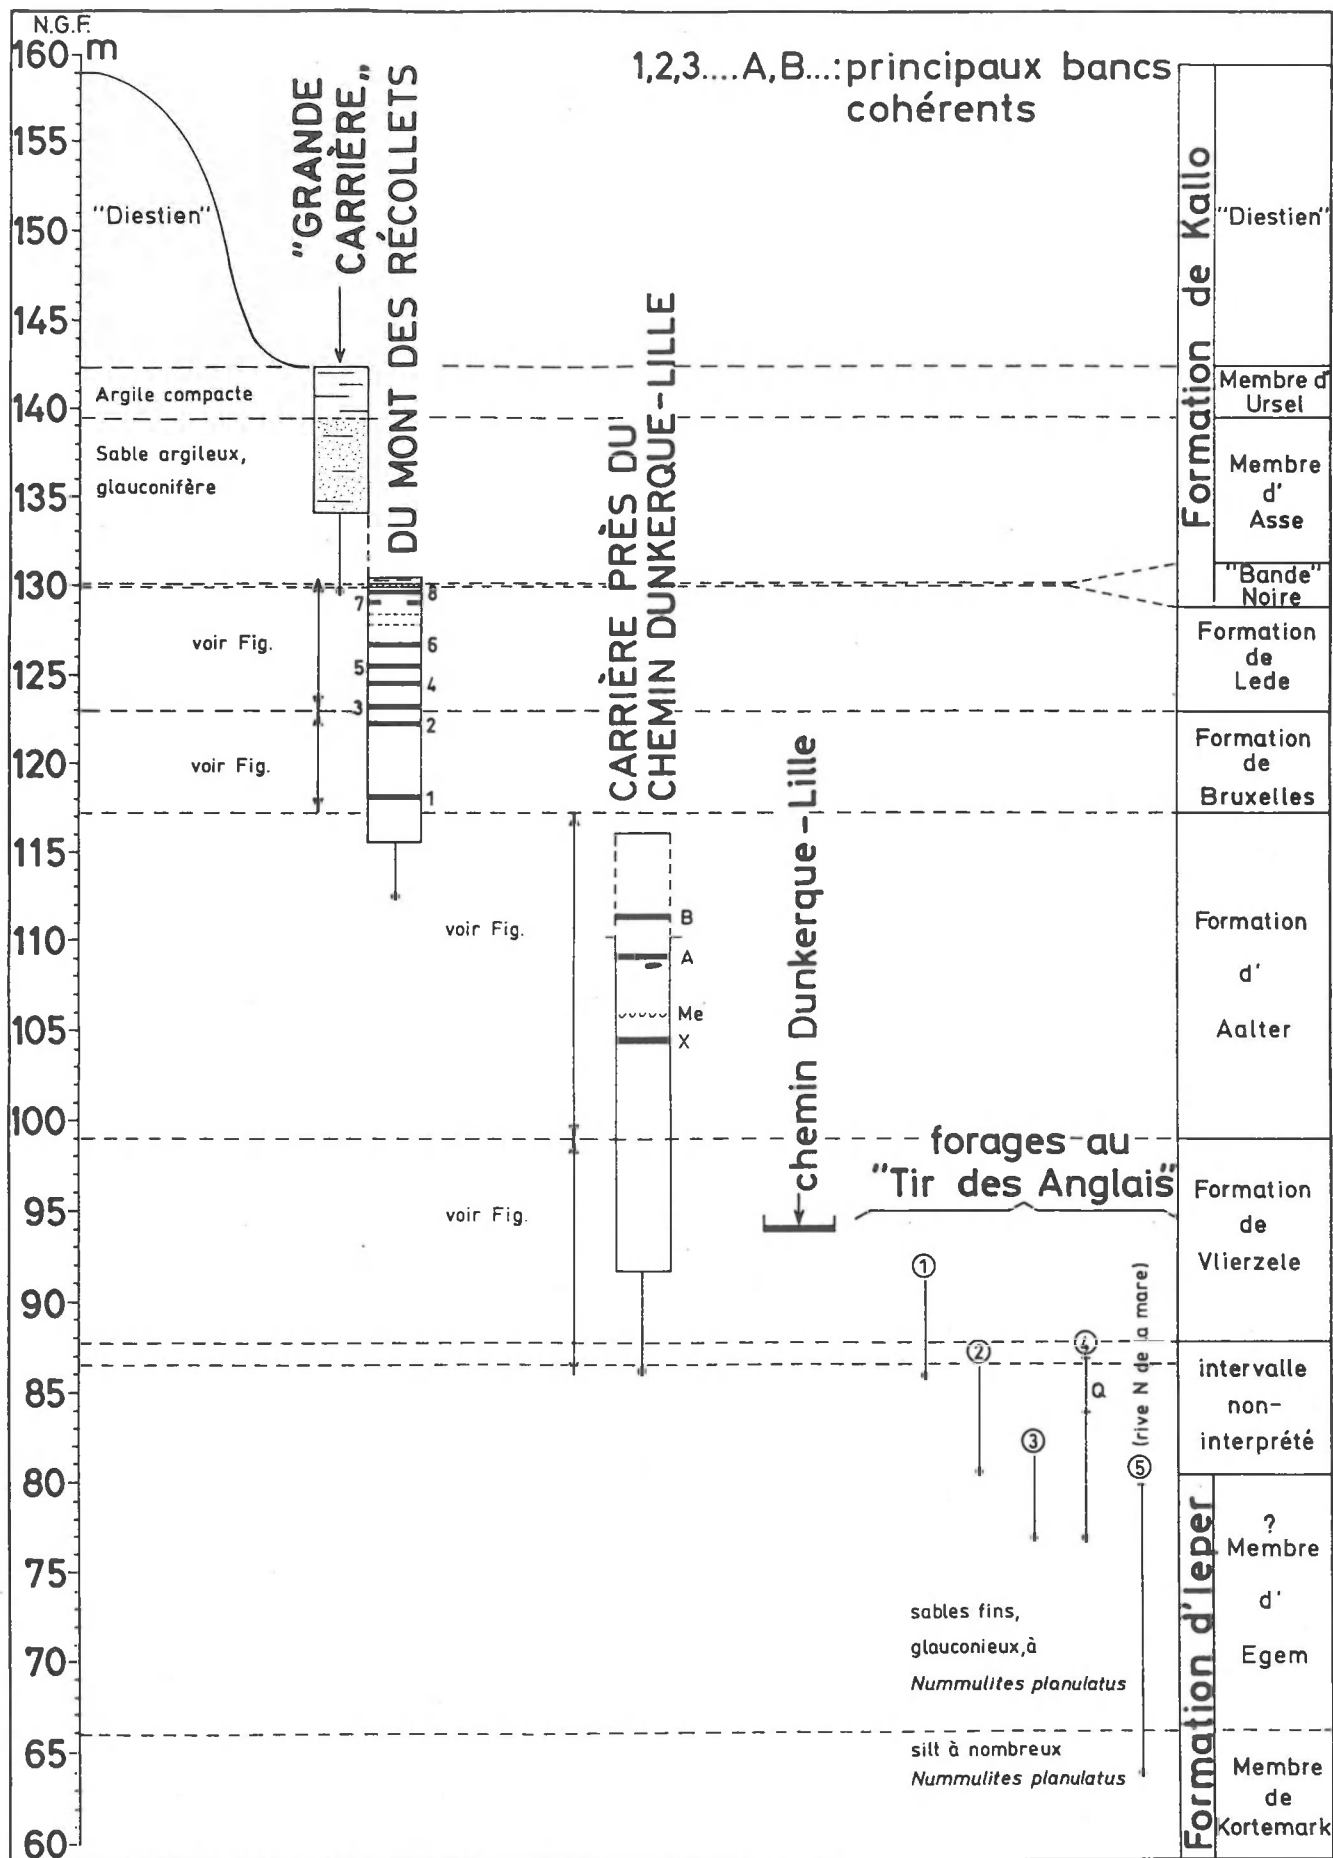 N.G.F.
160 m
155
150
145
140
135
130
125
120
115
110
105
100
95
90
85
80
75
70
65
60
1,2,3....A,B...:principaux bancs
cohérents
"GRANDE
CARRIÈRE"
DU MONT DES RÉCOLLETS
"Diestien"
Argile compacte
Sable argileux,
glauconifère
voir Fig.
voir Fig.
8
7
6
5
4
3
2
1
CARRIÈRE PRÈS DU
CHEMIN DUNKERQUE-LILLE
voir Fig.
voir Fig.
B
A
Me
X
chemin Dunkerque-Lille
forages au
"Tir des Anglais"
1
2
3
4
Q
5
(rive N de a mare)
sables fins,
glauconieux, à
Nummulites planulatus
silt à nombreux
Nummulites planulatus
Formation de Kallo
"Diestien"
Membre d'
Ursel
Membre
d'
Asse
"Bande"
Noire
Formation
de
Lede
Formation
de
Bruxelles
Formation
d'
Aalter
Formation
de
Vlierzele
intervalle
non-
interprété
Formation d'Ieper
?
Membre
d'
Egem
Membre
de
Kortemark